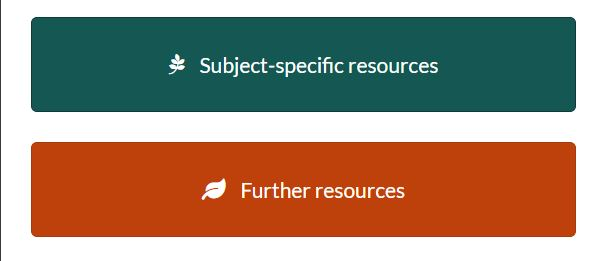 Subject-specific resources
Further resources